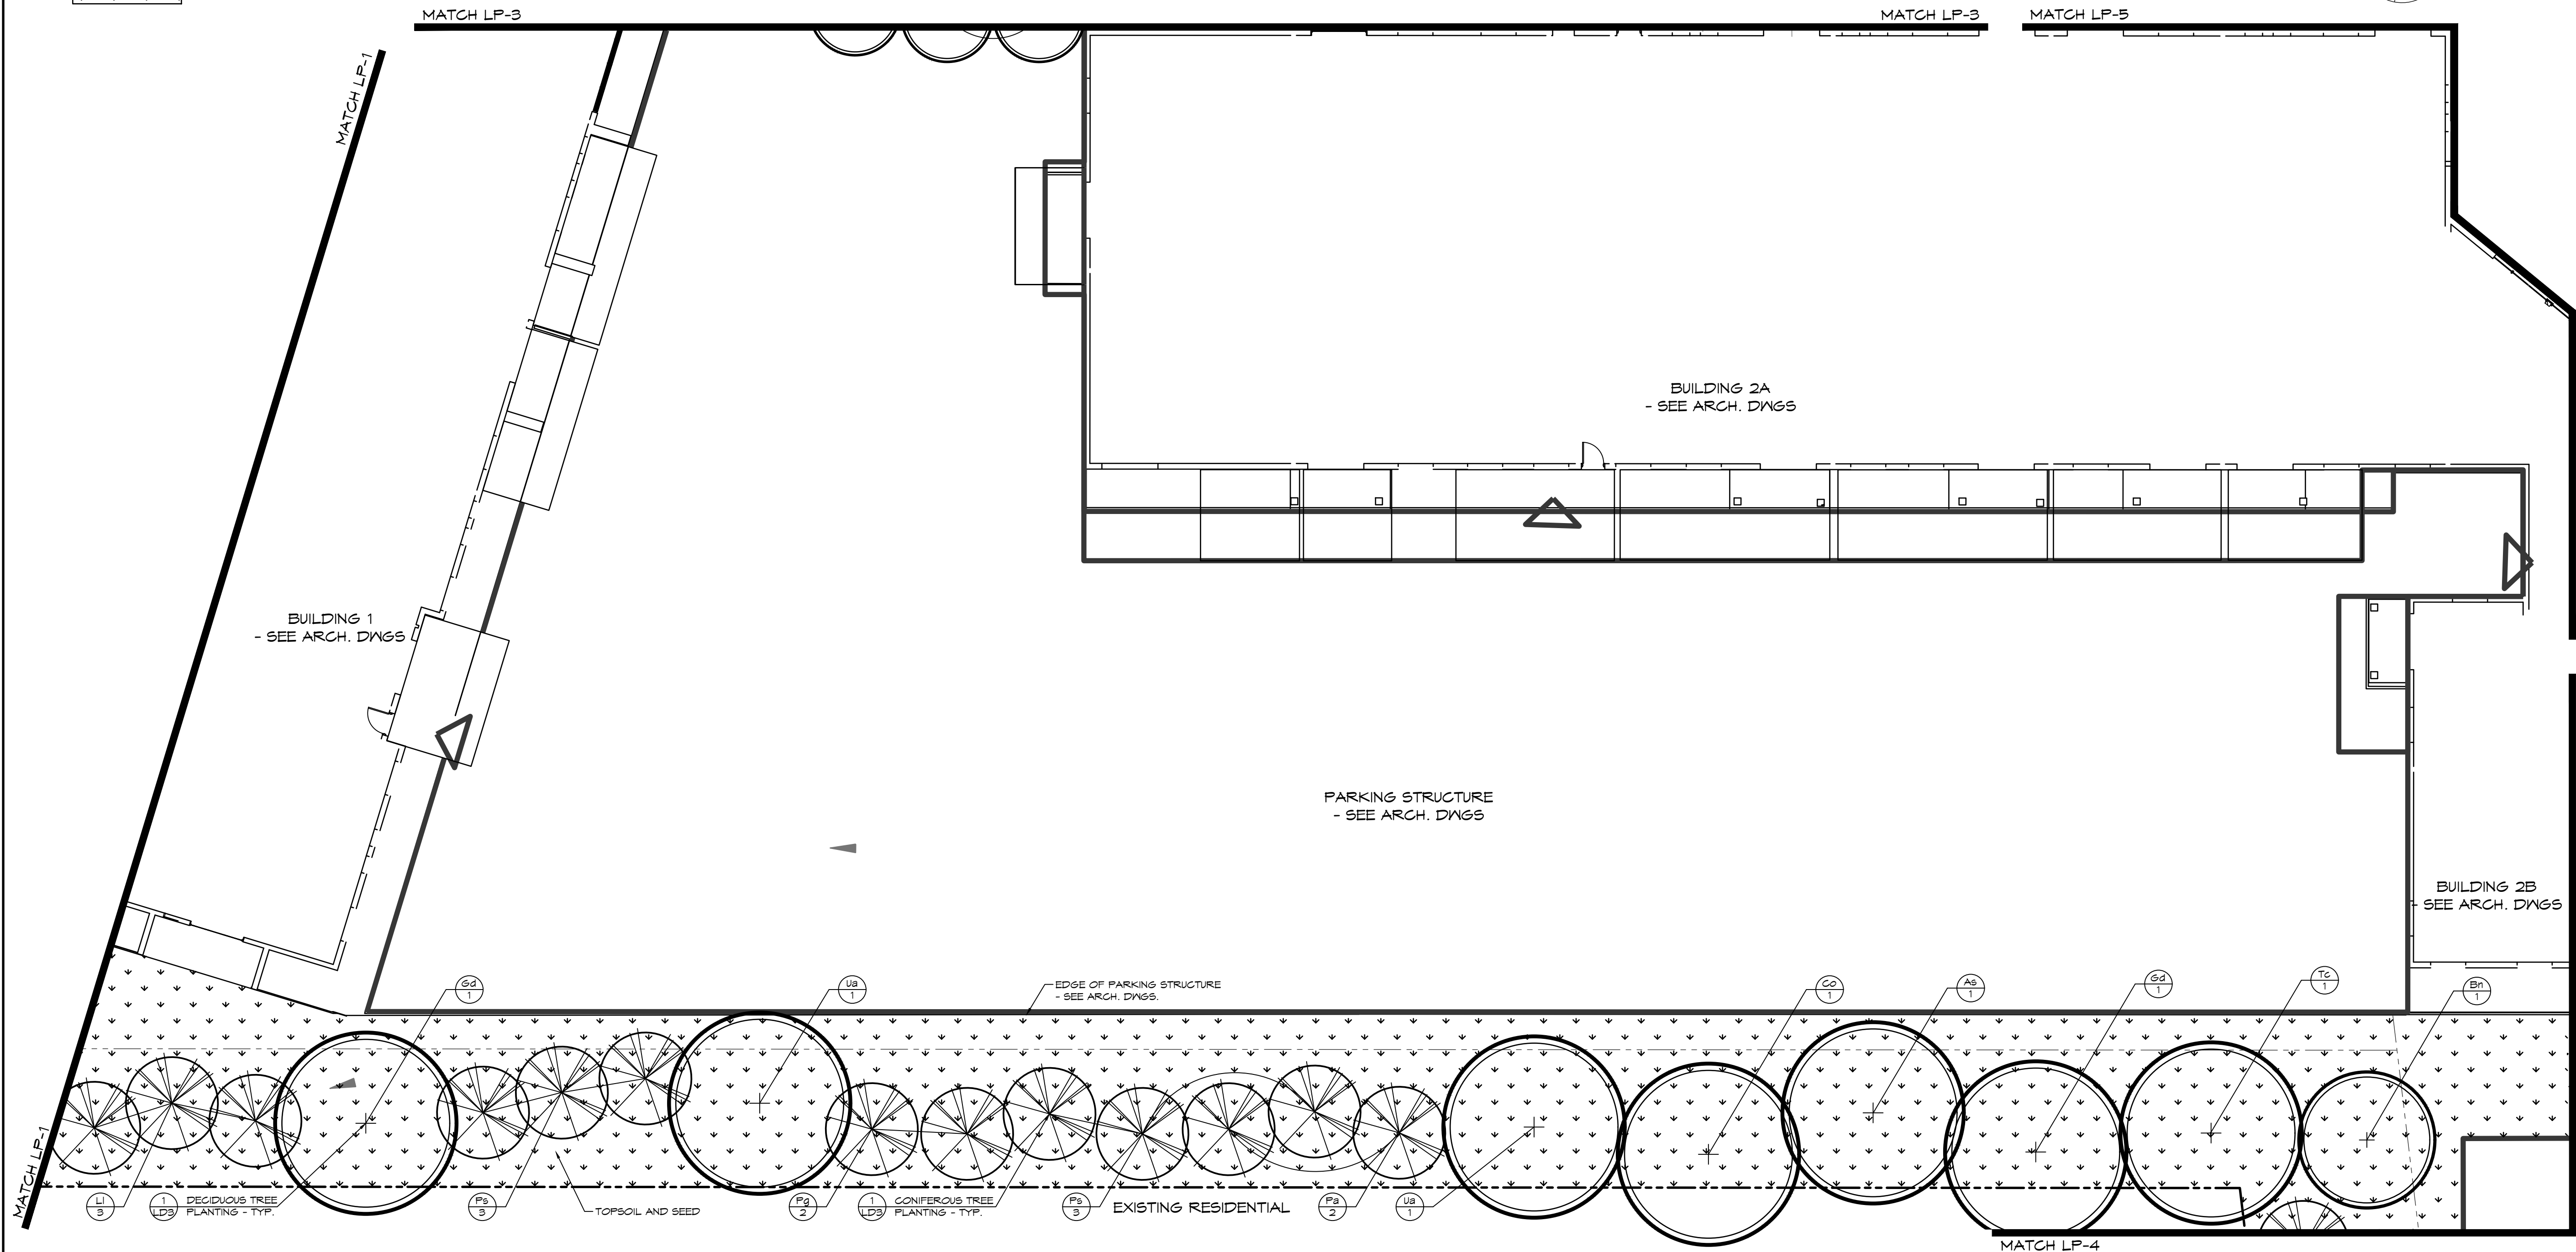 MATCH LP-3
MATCH LP-3
MATCH LP-5
MATCH LP-1
BUILDING 2A
- SEE ARCH. DWGS
BUILDING 1
- SEE ARCH. DWGS
PARKING STRUCTURE
- SEE ARCH. DWGS
BUILDING 2B
- SEE ARCH. DWGS
Gd
1
Ua
1
EDGE OF PARKING STRUCTURE
- SEE ARCH. DWGS.
Co
1
As
1
Gd
1
Tc
1
Bn
1
MATCH LP-1
Ll
3
1
LD3
DECIDUOUS TREE
PLANTING - TYP.
Ps
3
TOPSOIL AND SEED
Pg
2
1
LD3
CONIFEROUS TREE
PLANTING - TYP.
Ps
3
EXISTING RESIDENTIAL
Pa
2
Ua
1
MATCH LP-4